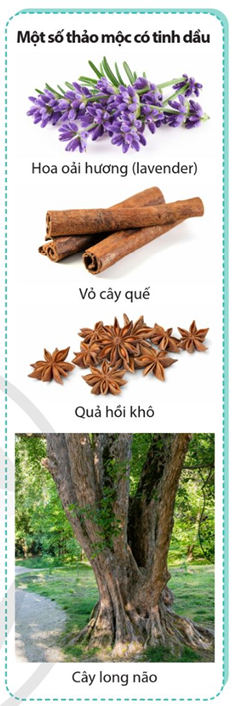 Một số thảo mộc có tinh dầu
Hoa oải hương (lavender)
Vỏ cây quế
Quả hồi khô
Cây long não